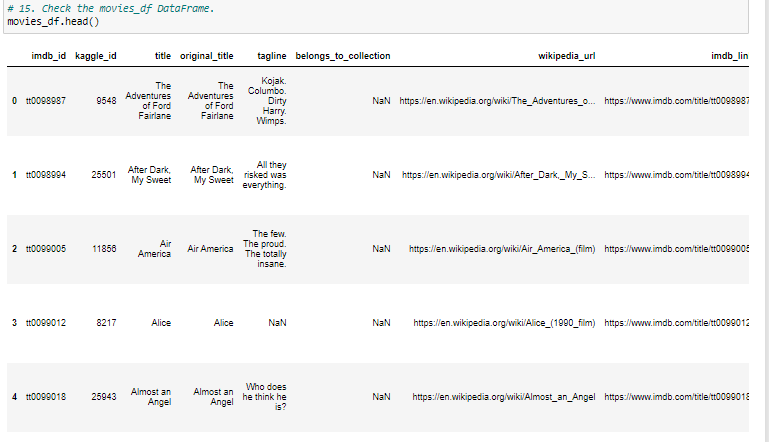 # 15. Check the movies_df DataFrame.
movies_df.head()
imdb_id kaggle_id title original_title tagline belongs_to_collection wikipedia_url imdb_lin
0 tt0098987 9548 The Adventures of Ford Fairlane The Adventures of Ford Fairlane Kojak. Columbo. Dirty Harry. Wimps. NaN https://en.wikipedia.org/wiki/The_Adventures_o... https://www.imdb.com/title/tt0098987
1 tt0098994 25501 After Dark, My Sweet After Dark, My Sweet All they risked was everything. NaN https://en.wikipedia.org/wiki/After_Dark,_My_S... https://www.imdb.com/title/tt0098994
2 tt0099005 11856 Air America Air America The few. The proud. The totally insane. NaN https://en.wikipedia.org/wiki/Air_America_(film) https://www.imdb.com/title/tt0099005
3 tt0099012 8217 Alice Alice NaN NaN https://en.wikipedia.org/wiki/Alice_(1990_film) https://www.imdb.com/title/tt0099012
4 tt0099018 25943 Almost an Angel Almost an Angel Who does he think he is? NaN https://en.wikipedia.org/wiki/Almost_an_Angel https://www.imdb.com/title/tt0099018